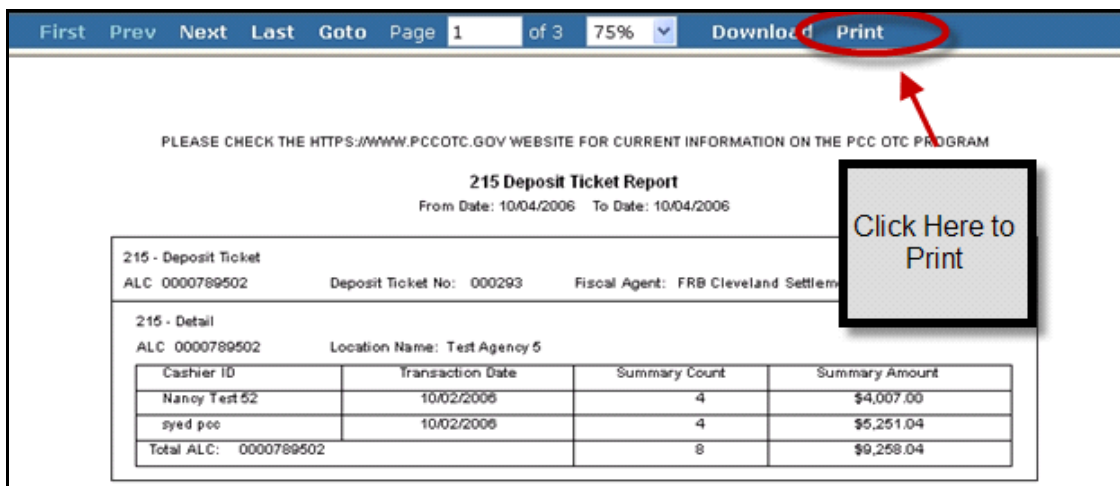 First Prev Next Last Goto Page 1 of 3 75% Download Print
PLEASE CHECK THE HTTPS://WWW.PCCOTC.GOV WEBSITE FOR CURRENT INFORMATION ON THE PCC OTC PROGRAM
215 Deposit Ticket Report
From Date: 10/04/2006 To Date: 10/04/2006
Click Here to
Print
215 - Deposit Ticket
ALC 0000789502 Deposit Ticket No: 000293 Fiscal Agent: FRB Cleveland
215 - Detail
ALC 0000789502 Location Name: Test Agency 5
Cashier ID Transaction Date Summary Count Summary Amount
Nancy Test 52 10/02/2006 4 $4,007.00
syed pcc 10/02/2006 4 $5,251.04
Total ALC: 0000789502 8 $9,258.04